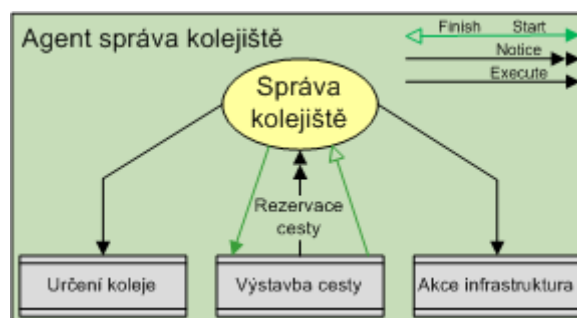 Agent správa kolejiště
Finish Start
Notice
Execute
Správa
kolejiště
Rezervace
cesty
Určení koleje
Výstavba cesty
Akce infrastruktura